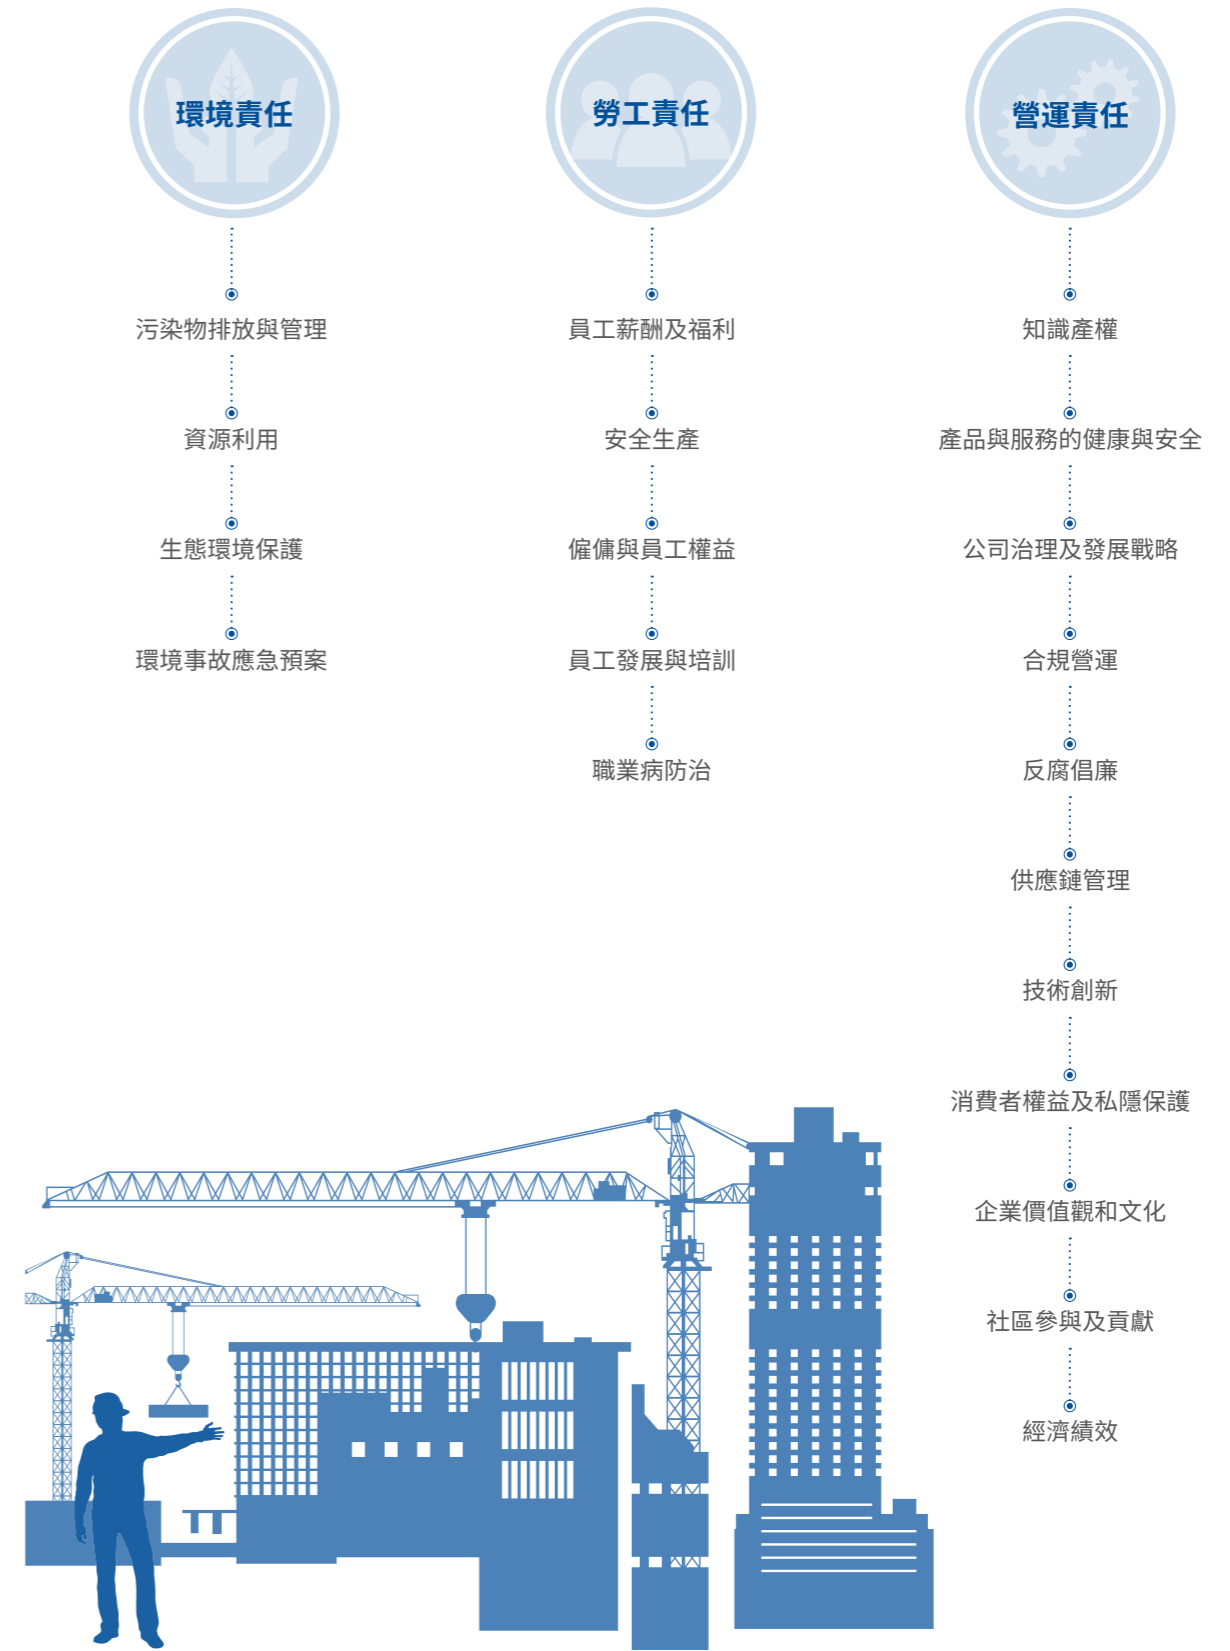 環境責任
污染物排放與管理
資源利用
生態環境保護
環境事故應急預案
勞工責任
員工薪酬及福利
安全生產
僱傭與員工權益
員工發展與培訓
職業病防治
營運責任
知識產權
產品與服務的健康與安全
公司治理及發展戰略
合規營運
反腐倡廉
供應鏈管理
技術創新
消費者權益及私隱保護
企業價值觀和文化
社區參與及貢獻
經濟績效